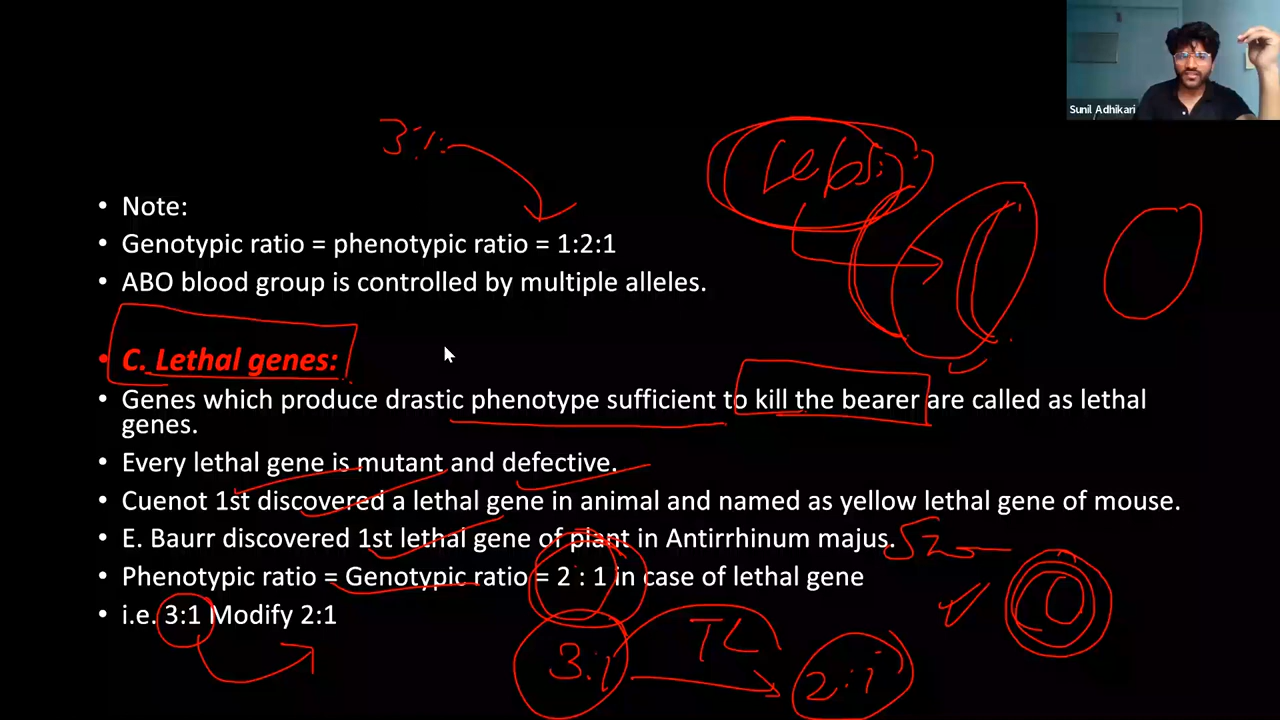 Sunil Adhikari
3:1
• Note:
• Genotypic ratio = phenotypic ratio = 1:2:1
• ABO blood group is controlled by multiple alleles.
• C. Lethal genes:
• Genes which produce drastic phenotype sufficient to kill the bearer are called as lethal
genes.
• Every lethal gene is mutant and defective.
• Cuenot 1st discovered a lethal gene in animal and named as yellow lethal gene of mouse.
• E. Baurr discovered 1st lethal gene of plant in Antirrhinum majus.
• Phenotypic ratio = Genotypic ratio = 2 : 1 in case of lethal gene
• i.e. 3:1 Modify 2:1
3:1 TL 2:1